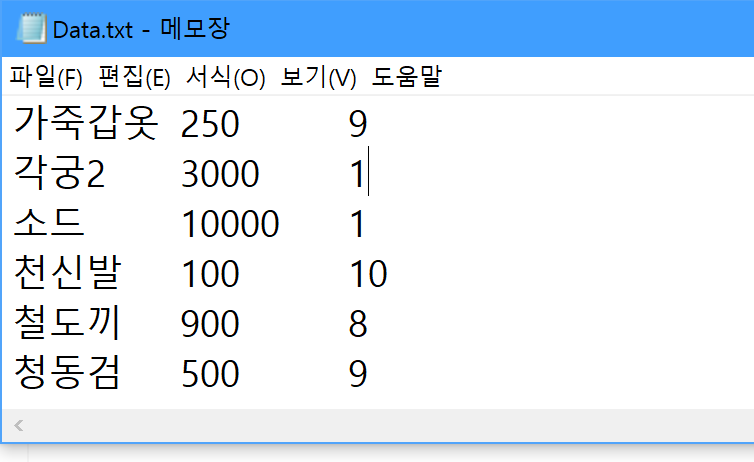 Data.txt - 메모장
파일(F) 편집(E) 서식(O) 보기(V) 도움말
가죽갑옷 250 9
각궁2 3000 1
소드 10000 1
천신발 100 10
철도끼 900 8
청동검 500 9